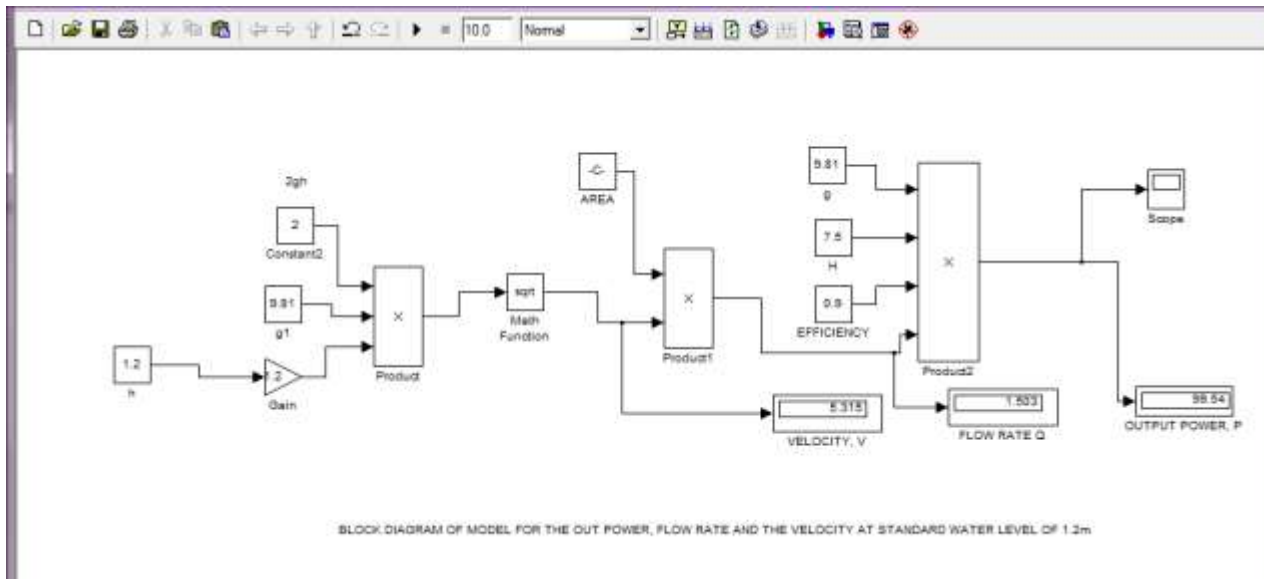 10.0 Normal
2gh
2
Constant2
9.81
g1
1.2
h
1.2
Gain
X
Product
sqrt
Math
Function
-C-
AREA
X
Product1
9.81
g
7.5
H
0.9
EFFICIENCY
X
Product2
Scope
5.315
VELOCITY, V
1.503
FLOW RATE Q
99.54
OUTPUT POWER, P
BLOCK DIAGRAM OF MODEL FOR THE OUT POWER, FLOW RATE AND THE VELOCITY AT STANDARD WATER LEVEL OF 1.2m